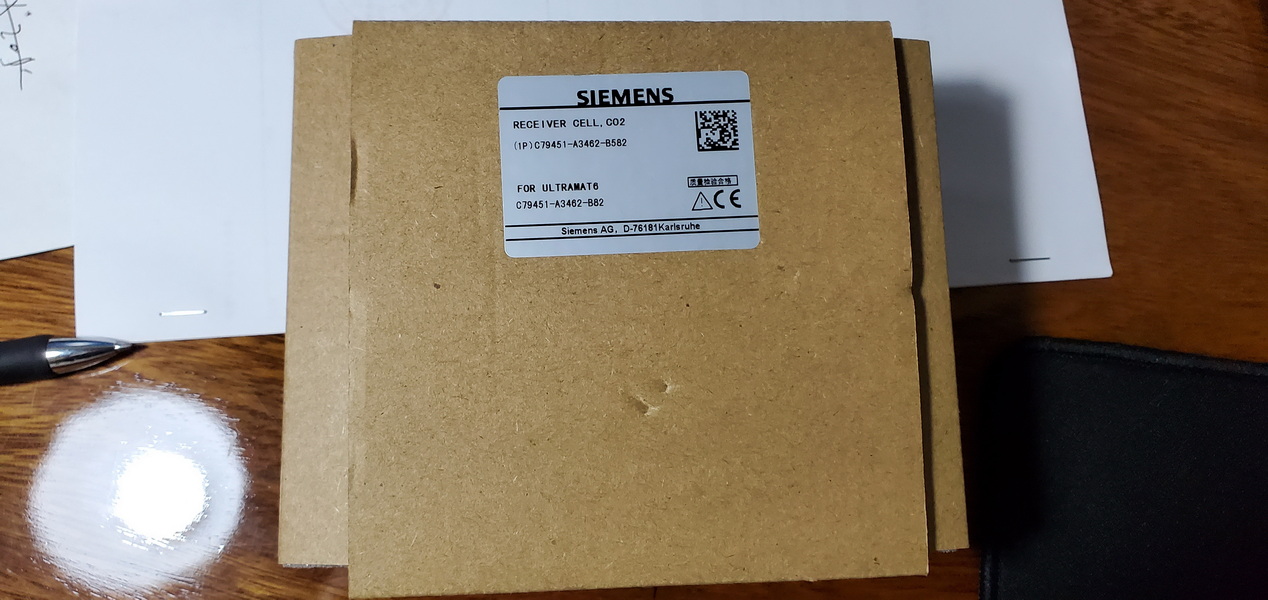 SIEMENS
RECEIVER CELL,CO2
(1P)C79451-A3462-B582
FOR ULTRAMAT6
C79451-A3462-B82
质量检验合格
CE
Siemens AG, D-76181Karlsruhe